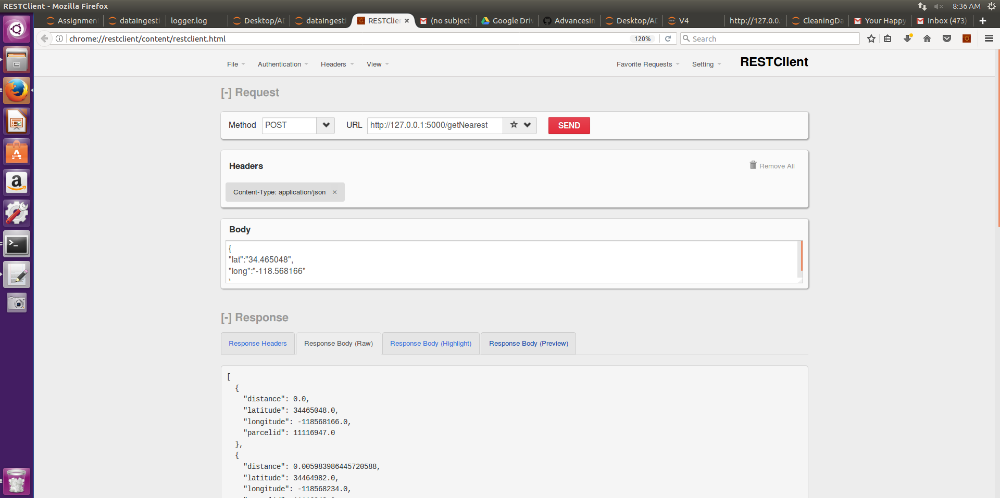 RESTClient - Mozilla Firefox
8:36 AM
Assignmen
dataIngesti
logger.log
Desktop/AD
dataIngesti
RESTClie
(no subject
Google Driv
Advancesin
Desktop/AD
V4
http://127.0.0.
CleaningDa
Your Happy
Inbox (473)
chrome://restclient/content/restclient.html
120%
Search
File
Authentication
Headers
View
Favorite Requests
Setting
RESTClient
[-] Request
Method
POST
URL
http://127.0.0.1:5000/getNearest
SEND
Headers
Remove All
Content-Type: application/json ×
Body
{
"lat":"34.465048",
"long":"-118.568166"
}
[-] Response
Response Headers
Response Body (Raw)
Response Body (Highlight)
Response Body (Preview)
[
{
"distance": 0.0,
"latitude": 34465048.0,
"longitude": -118568166.0,
"parcelid": 11116947.0
},
{
"distance": 0.005983986445720588,
"latitude": 34464982.0,
"longitude": -118568234.0,